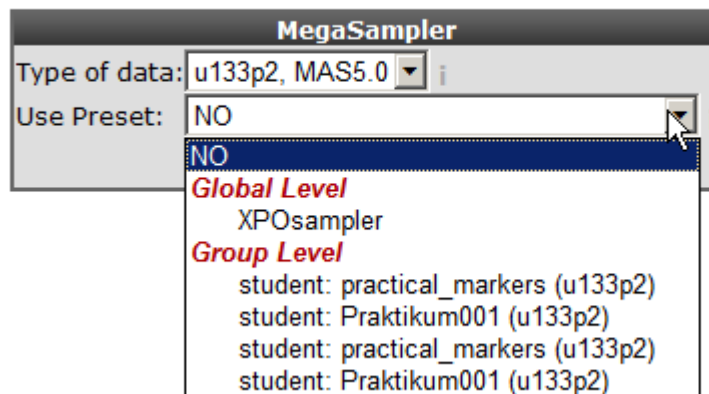 MegaSampler
Type of data: u133p2, MAS5.0 i
Use Preset: NO
NO
Global Level
XPOsampler
Group Level
student: practical_markers (u133p2)
student: Praktikum001 (u133p2)
student: practical_markers (u133p2)
student: Praktikum001 (u133p2)